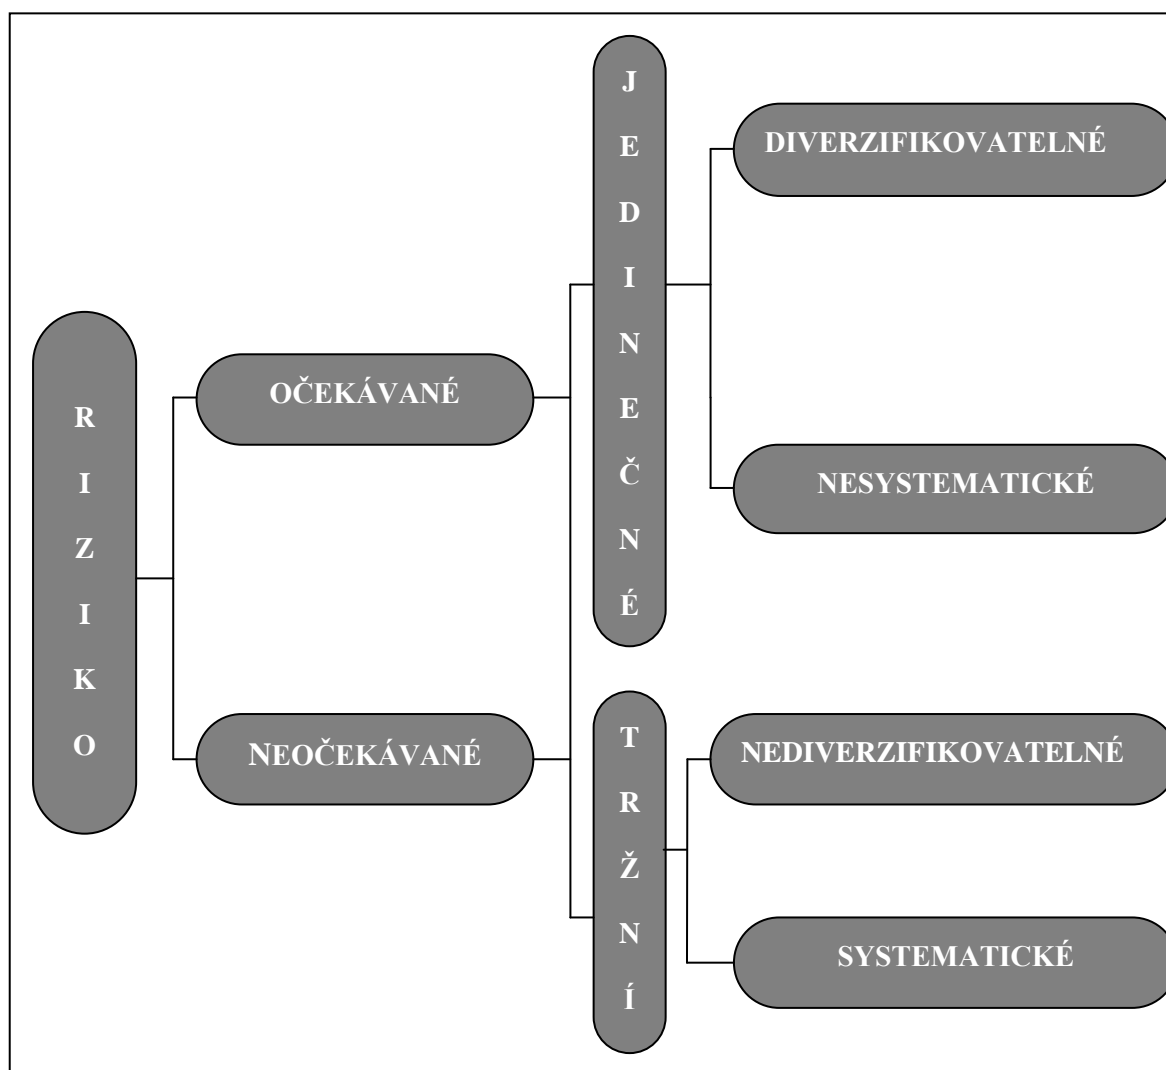 RIZIKO
OČEKÁVANÉ
NEOČEKÁVANÉ
JEDINEČNÉ
DIVERZIFIKOVATELNÉ
NESYSTEMATICKÉ
TRŽNÍ
NEDIVERZIFIKOVATELNÉ
SYSTEMATICKÉ